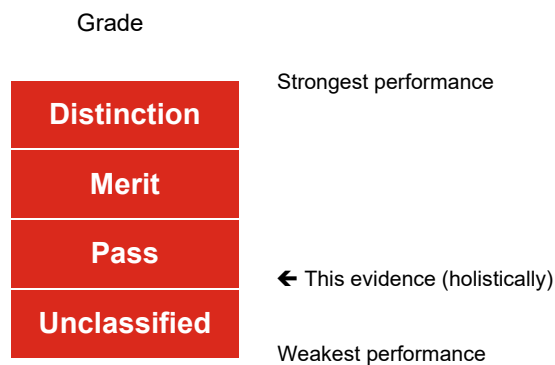 Grade
Strongest performance
Distinction
Merit
Pass
← This evidence (holistically)
Unclassified
Weakest performance